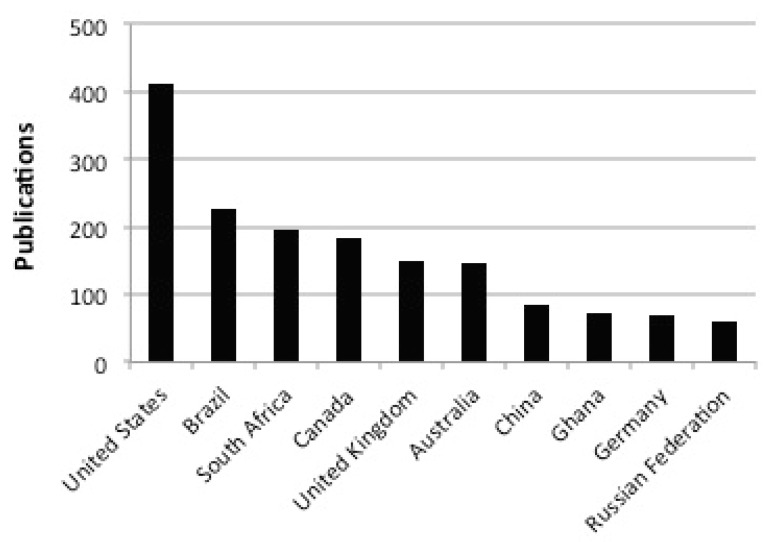 Publications
500
400
300
200
100
0
United States
Brazil
South Africa
Canada
United Kingdom
Australia
China
Ghana
Germany
Russian Federation